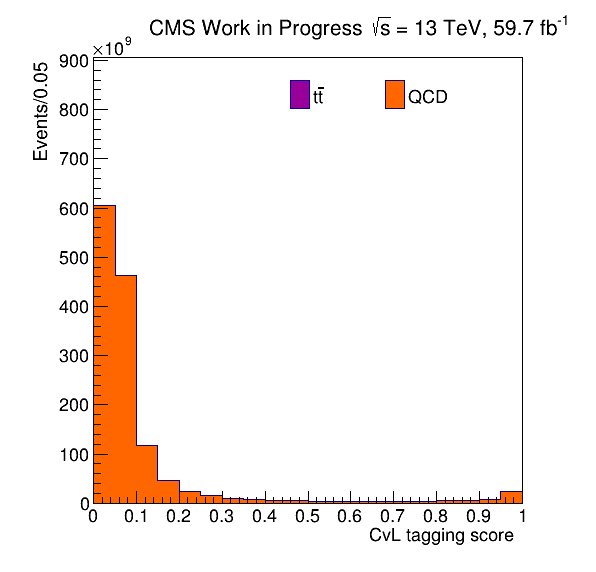 CMS Work in Progress √s = 13 TeV, 59.7 fb⁻¹
×10⁹
Events/0.05
900
800
700
600
500
400
300
200
100
0
tt̄
QCD
0 0.1 0.2 0.3 0.4 0.5 0.6 0.7 0.8 0.9 1
CvL tagging score